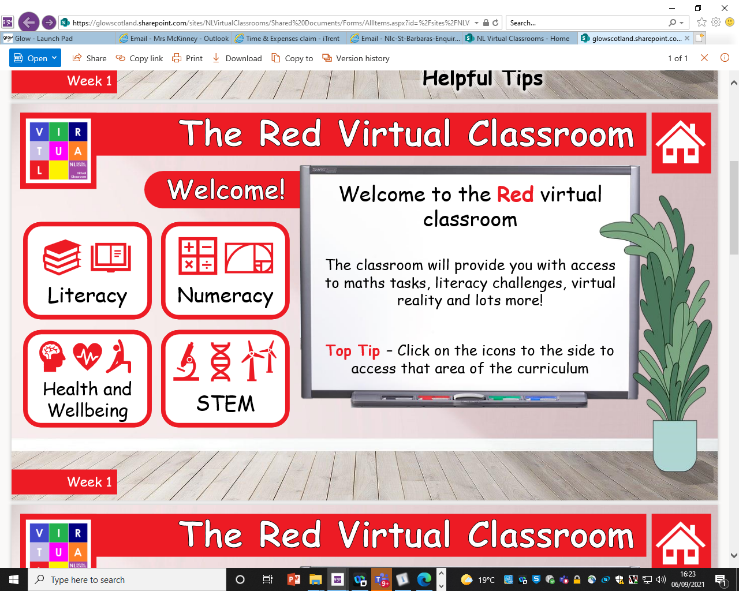 https://glowscotland.sharepoint.com/sites/NLVirtualClassrooms/Shared%20Documents/Forms/AllItems.aspx?id=%2Fsites%2FNLV
Search...
Glow - Launch Pad
Email - Mrs McKinney - Outlook
Time & Expenses claim - iTrent
Email - Nlc-St-Barbaras-Enquir...
NL Virtual Classrooms - Home
glowscotland.sharepoint.co...
Open
Share
Copy link
Print
Download
Copy to
Version history
1 of 1
Week 1
Helpful Tips
V I R
T U A
L
The Red Virtual Classroom
Welcome!
Literacy
Numeracy
Health and
Wellbeing
STEM
Welcome to the Red virtual
classroom
The classroom will provide you with access
to maths tasks, literacy challenges, virtual
reality and lots more!
Top Tip - Click on the icons to the side to
access that area of the curriculum
Week 1
V I R
T U A
The Red Virtual Classroom
Type here to search
19°C
16:23
06/09/2021